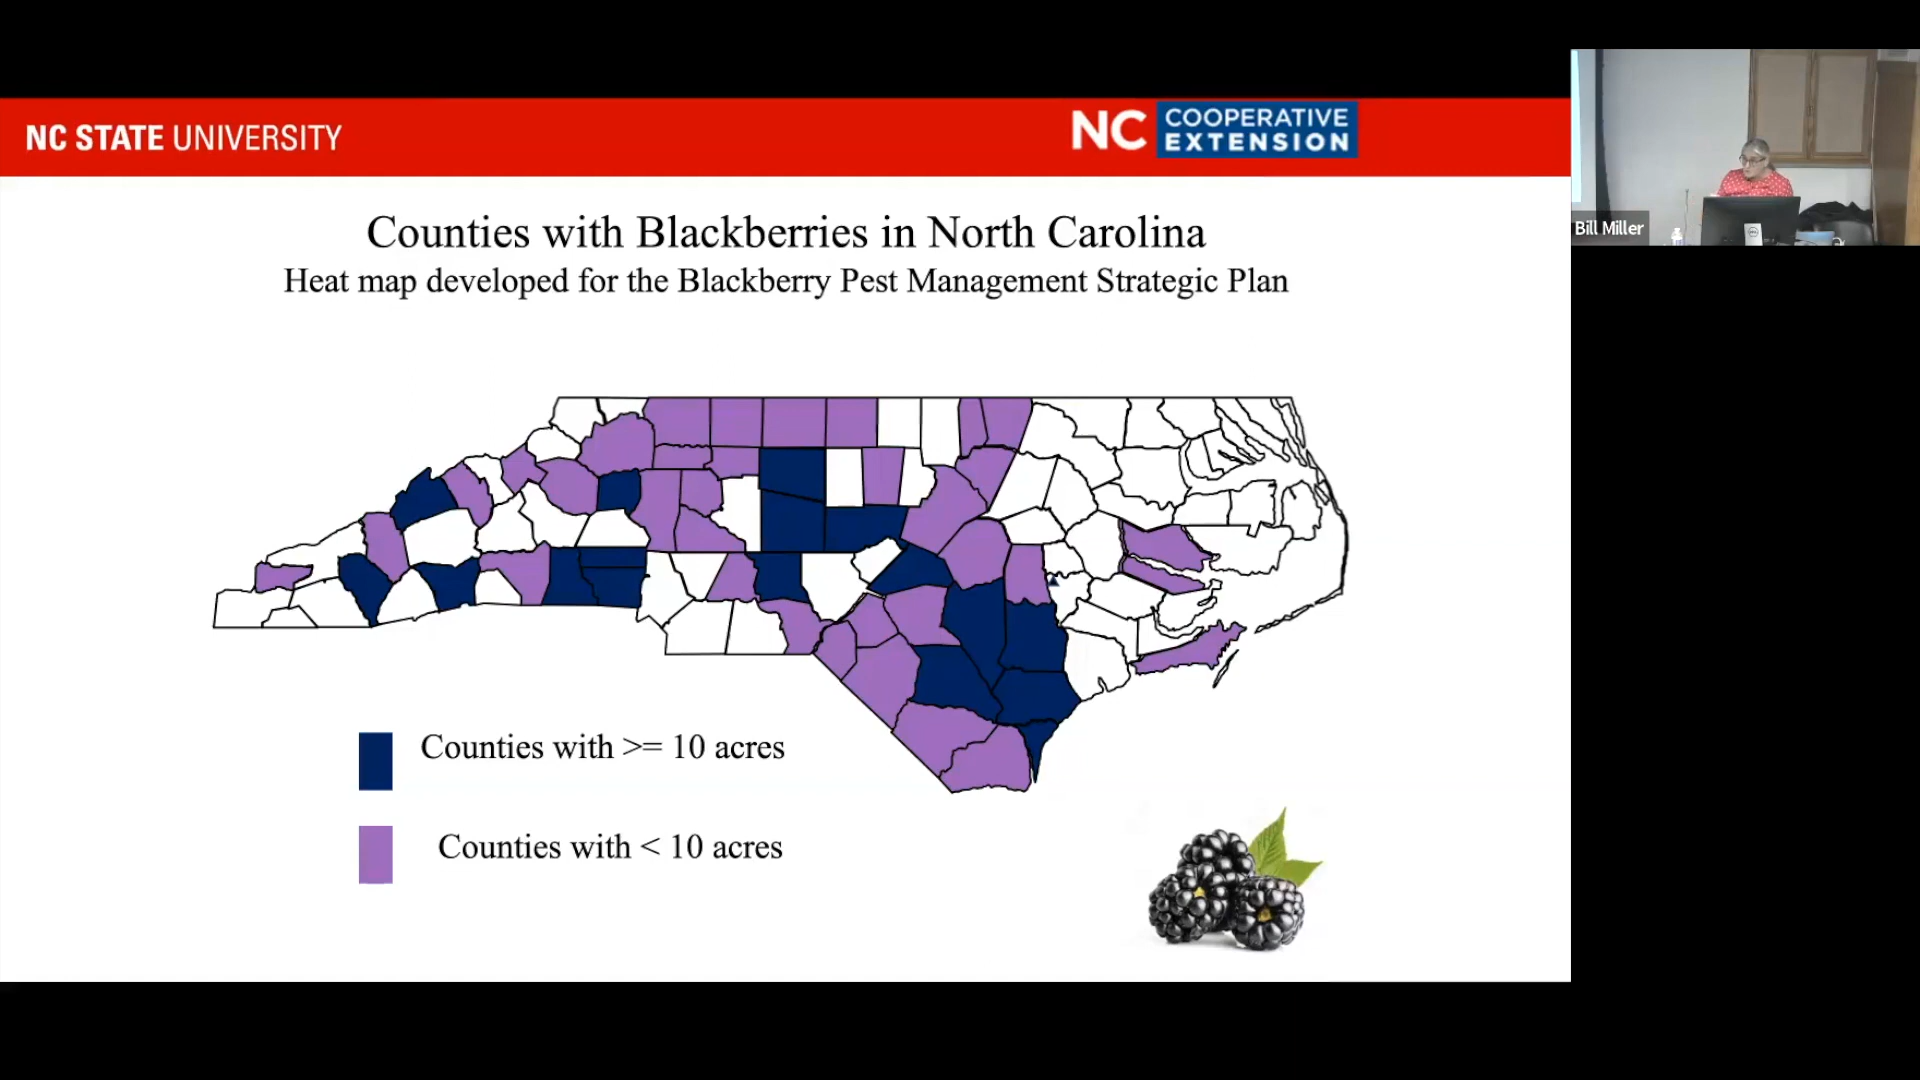 NC STATE UNIVERSITY
NC COOPERATIVE EXTENSION
Counties with Blackberries in North Carolina
Heat map developed for the Blackberry Pest Management Strategic Plan
Counties with >= 10 acres
Counties with < 10 acres
Bill Miller